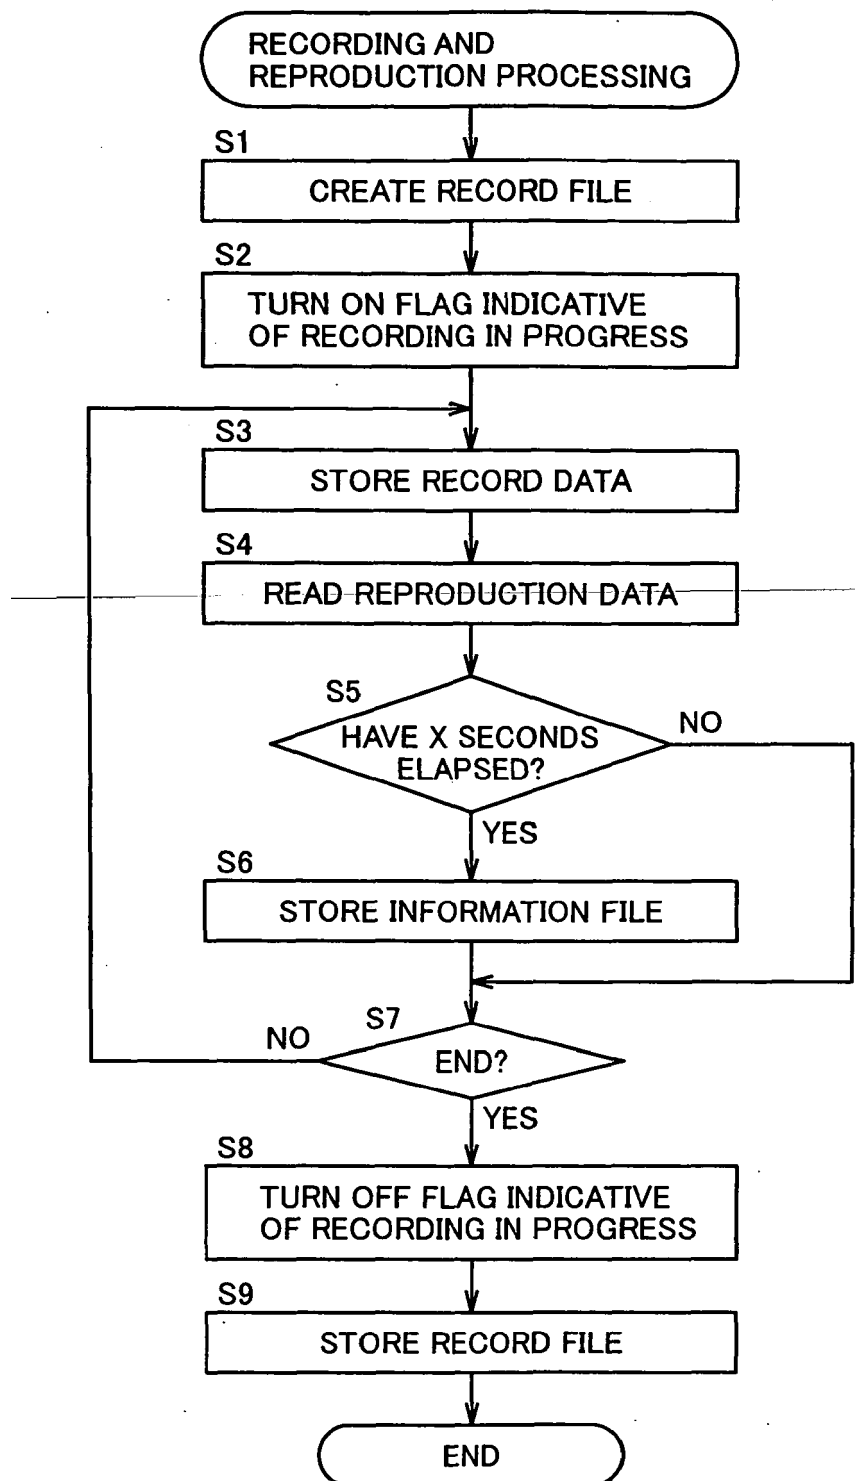 RECORDING AND
REPRODUCTION PROCESSING
S1
CREATE RECORD FILE
S2
TURN ON FLAG INDICATIVE
OF RECORDING IN PROGRESS
S3
STORE RECORD DATA
S4
READ REPRODUCTION DATA
S5
NO
HAVE X SECONDS
ELAPSED?
YES
S6
STORE INFORMATION FILE
S7
NO
END?
YES
S8
TURN OFF FLAG INDICATIVE
OF RECORDING IN PROGRESS
S9
STORE RECORD FILE
END